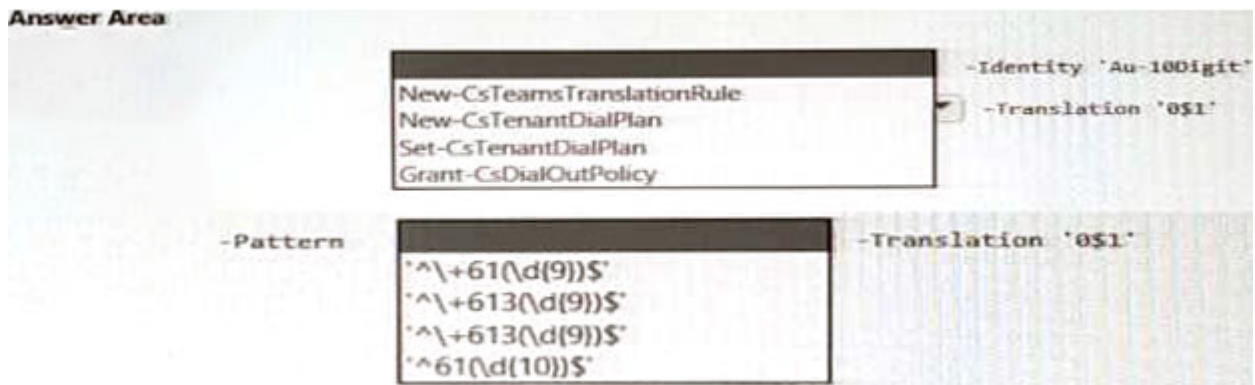 Answer Area
-Identity 'Au-10Digit'
New-CsTeamsTranslationRule
New-CsTenantDialPlan
-Translation '0$1'
Set-CsTenantDialPlan
Grant-CsDialOutPolicy
-Pattern
-Translation '0$1'
'^\+61(\d{9})$'
'^\+613(\d{9})$'
'^\+613(\d{9})$'
'^61(\d{10})$'